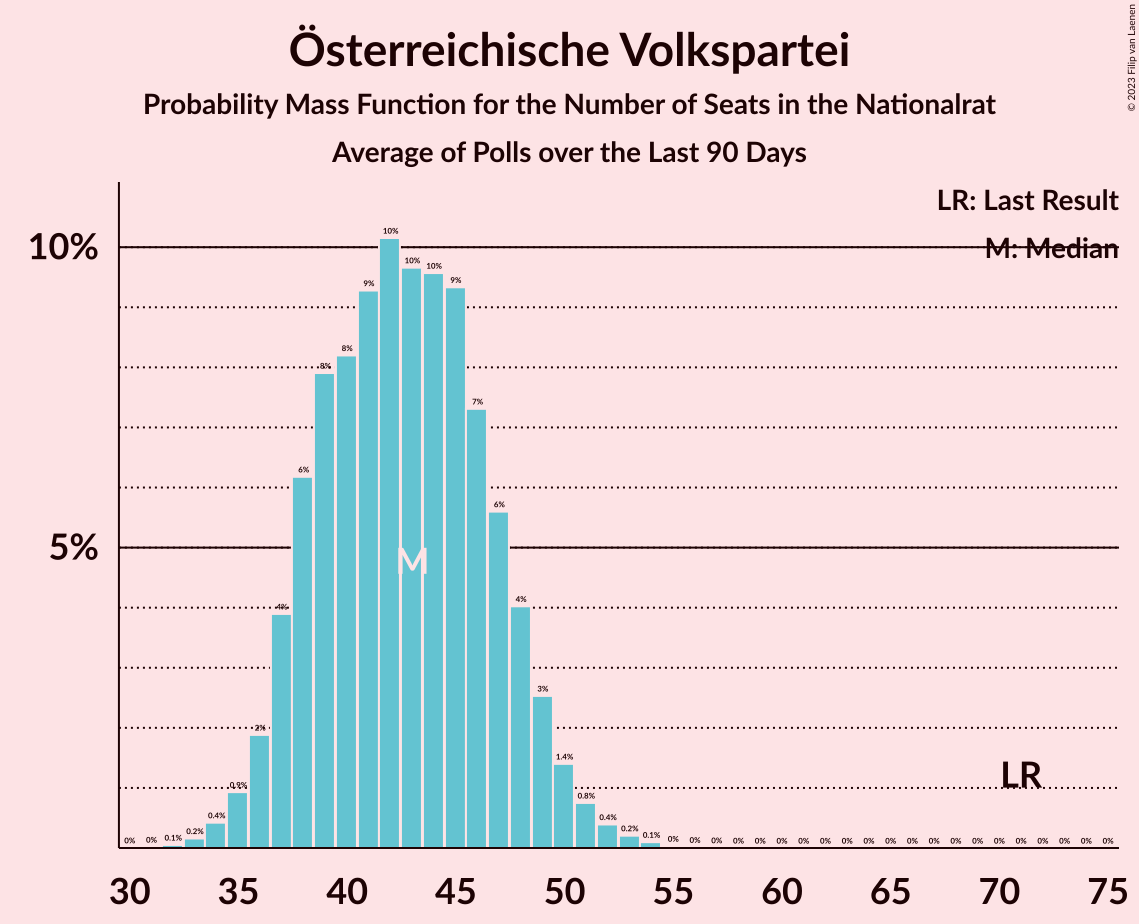 Österreichische Volkspartei
Probability Mass Function for the Number of Seats in the Nationalrat
Average of Polls over the Last 90 Days
© 2023 Filip van Laenen
LR: Last Result
M: Median
10%
5%
0% 0% 0.1% 0.2% 0.4% 0.9% 2% 4% 6% 8% 8% 9% 10% 10% 10% 9% 7% 6% 4% 3% 1.4% 0.8% 0.4% 0.2% 0.1% 0% 0% 0% 0% 0% 0% 0% 0% 0% 0% 0% 0% 0% 0% 0% 0% 0% 0% 0% 0% 0%
M
LR
30 35 40 45 50 55 60 65 70 75